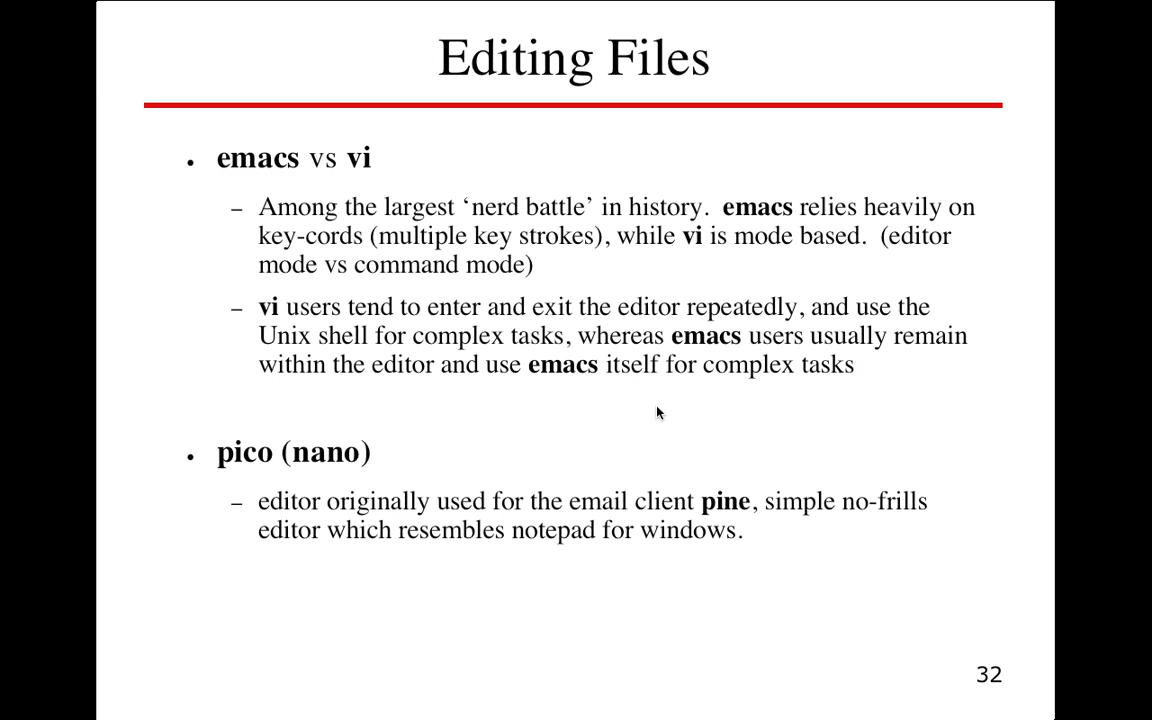 Editing Files
• emacs vs vi
– Among the largest ‘nerd battle’ in history. emacs relies heavily on
key-cords (multiple key strokes), while vi is mode based. (editor
mode vs command mode)
– vi users tend to enter and exit the editor repeatedly, and use the
Unix shell for complex tasks, whereas emacs users usually remain
within the editor and use emacs itself for complex tasks
• pico (nano)
– editor originally used for the email client pine, simple no-frills
editor which resembles notepad for windows.
32